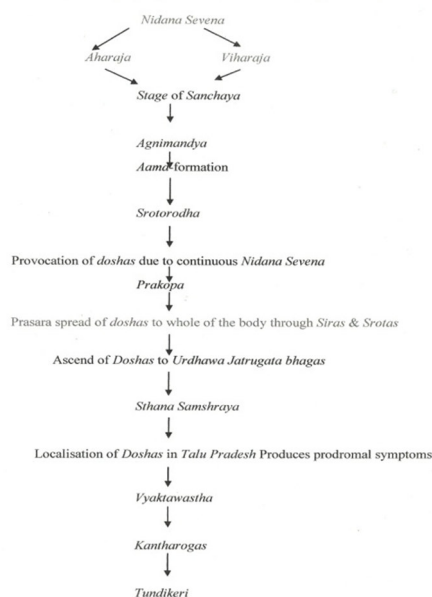 Nidana Sevena
Aharaja Viharaja
Stage of Sanchaya
Agnimandya
Aama-formation
Srotorodha
Provocation of doshas due to continuous Nidana Sevena
Prakopa
Prasara spread of doshas to whole of the body through Siras & Srotas
Ascend of Doshas to Urdhawa Jatrugata bhagas
Sthana Samshraya
Localisation of Doshas in Talu Pradesh Produces prodromal symptoms
Vyaktawastha
Kantharogas
Tundikeri